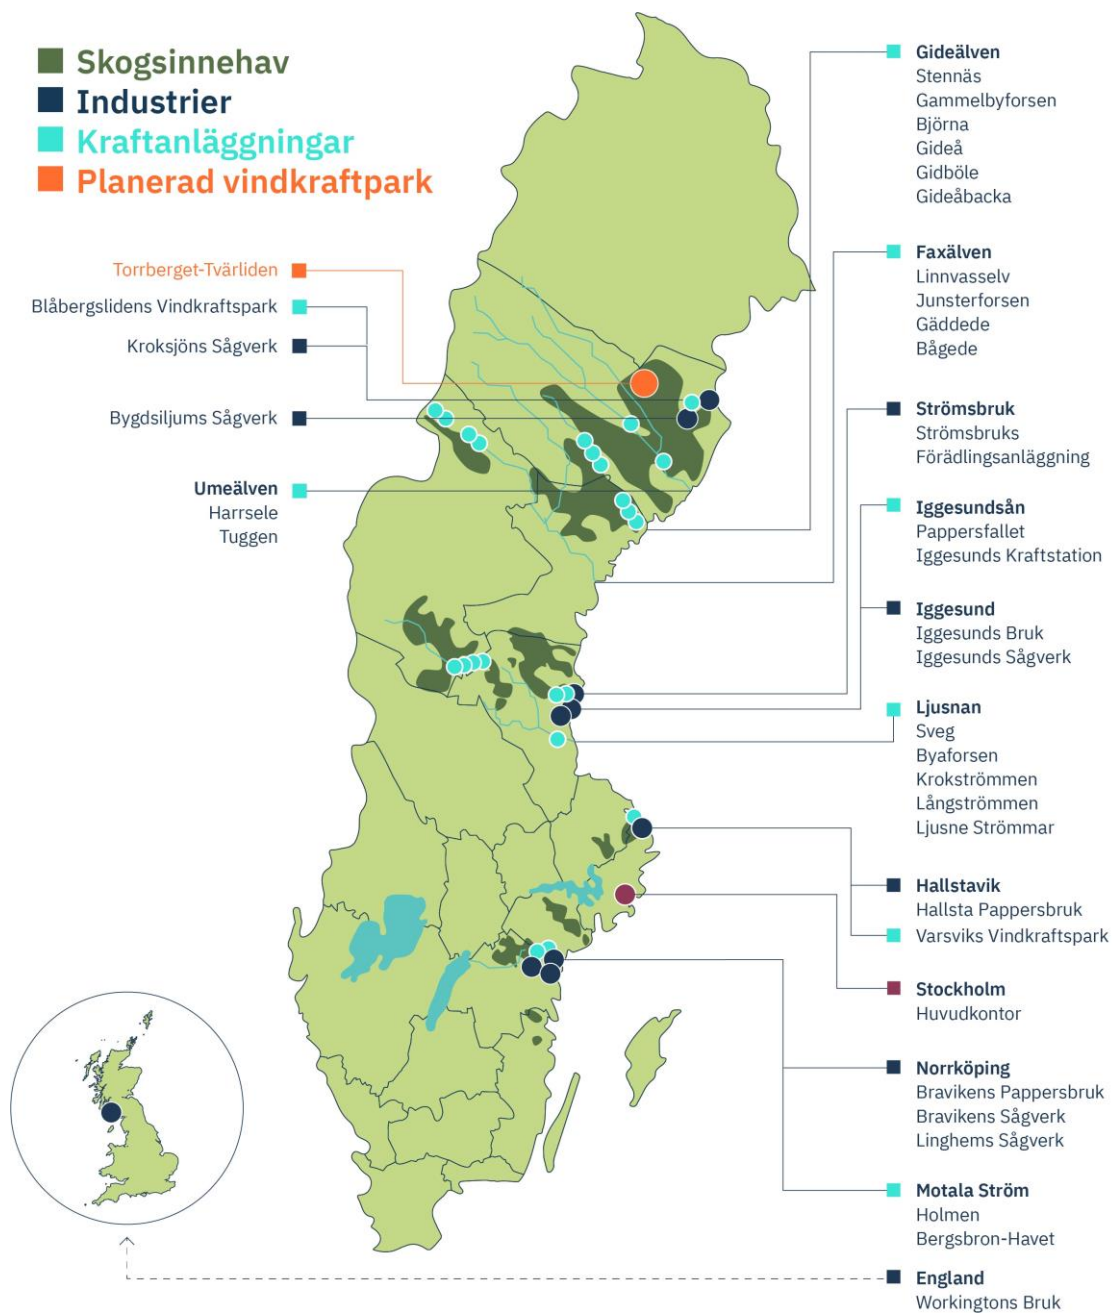 Skogsinnehav
Industrier
Kraftanläggningar
Planerad vindkraftpark
Torrberget-Tvärliden
Blåbergslidens Vindkraftspark
Kroksjöns Sågverk
Bygdsiljums Sågverk
Umeälven
Harrsele
Tuggen
Gideälven
Stennäs
Gammelbyforsen
Björna
Gideå
Gidböle
Gideåbacka
Faxälven
Linnvasselv
Junsterforsen
Gäddede
Bågede
Strömsbruk
Strömsbruks
Förädlingsanläggning
Iggesundsån
Pappersfallet
Iggesunds Kraftstation
Iggesund
Iggesunds Bruk
Iggesunds Sågverk
Ljusnan
Sveg
Byaforsen
Krokströmmen
Långströmmen
Ljusne Strömmar
Hallstavik
Hallsta Pappersbruk
Varsviks Vindkraftspark
Stockholm
Huvudkontor
Norrköping
Bravikens Pappersbruk
Bravikens Sågverk
Linghems Sågverk
Motala Ström
Holmen
Bergsbron-Havet
England
Workingtons Bruk